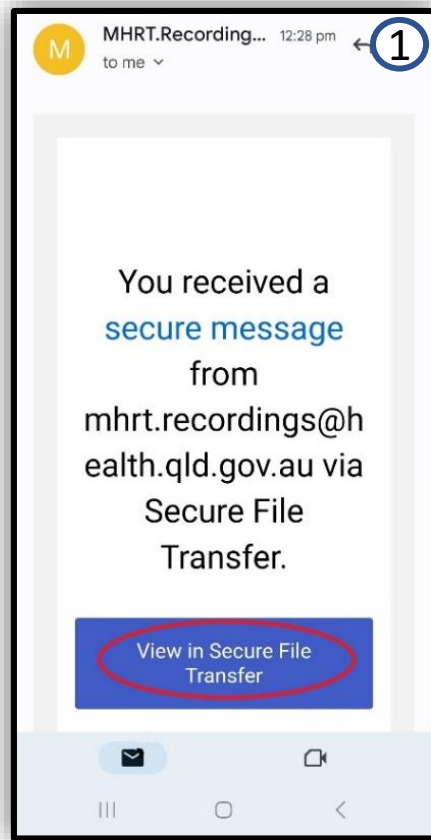 M
MHRT.Recording... 12:28 pm
1
to me
You received a
secure message
from
mhrt.recordings@h
ealth.qld.gov.au via
Secure File
Transfer.
View in Secure File
Transfer